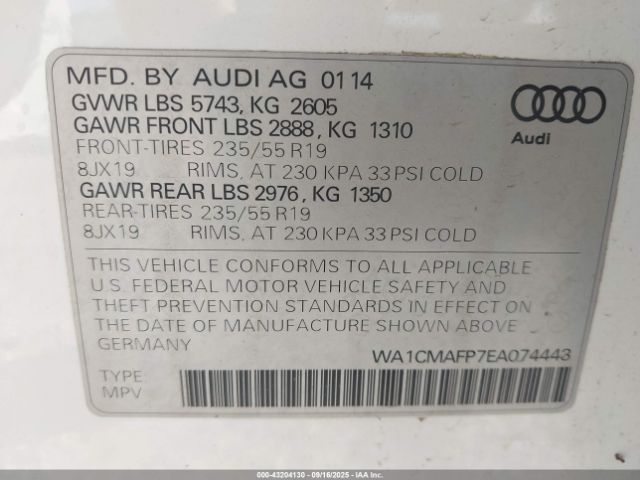 MFD. BY AUDI AG 01 14
GVWR LBS 5743, KG 2605
GAWR FRONT LBS 2888, KG 1310
FRONT-TIRES 235/55 R19
8JX19 RIMS, AT 230 KPA 33 PSI COLD
GAWR REAR LBS 2976, KG 1350
REAR-TIRES 235/55 R19
8JX19 RIMS, AT 230 KPA 33 PSI COLD
Audi
THIS VEHICLE CONFORMS TO ALL APPLICABLE
U.S. FEDERAL MOTOR VEHICLE SAFETY AND
THEFT PREVENTION STANDARDS IN EFFECT ON
THE DATE OF MANUFACTURE SHOWN ABOVE
GERMANY
WA1CMAFP7EA074443
TYPE:
MPV
000-43204130 - 09/16/2025 - IAA